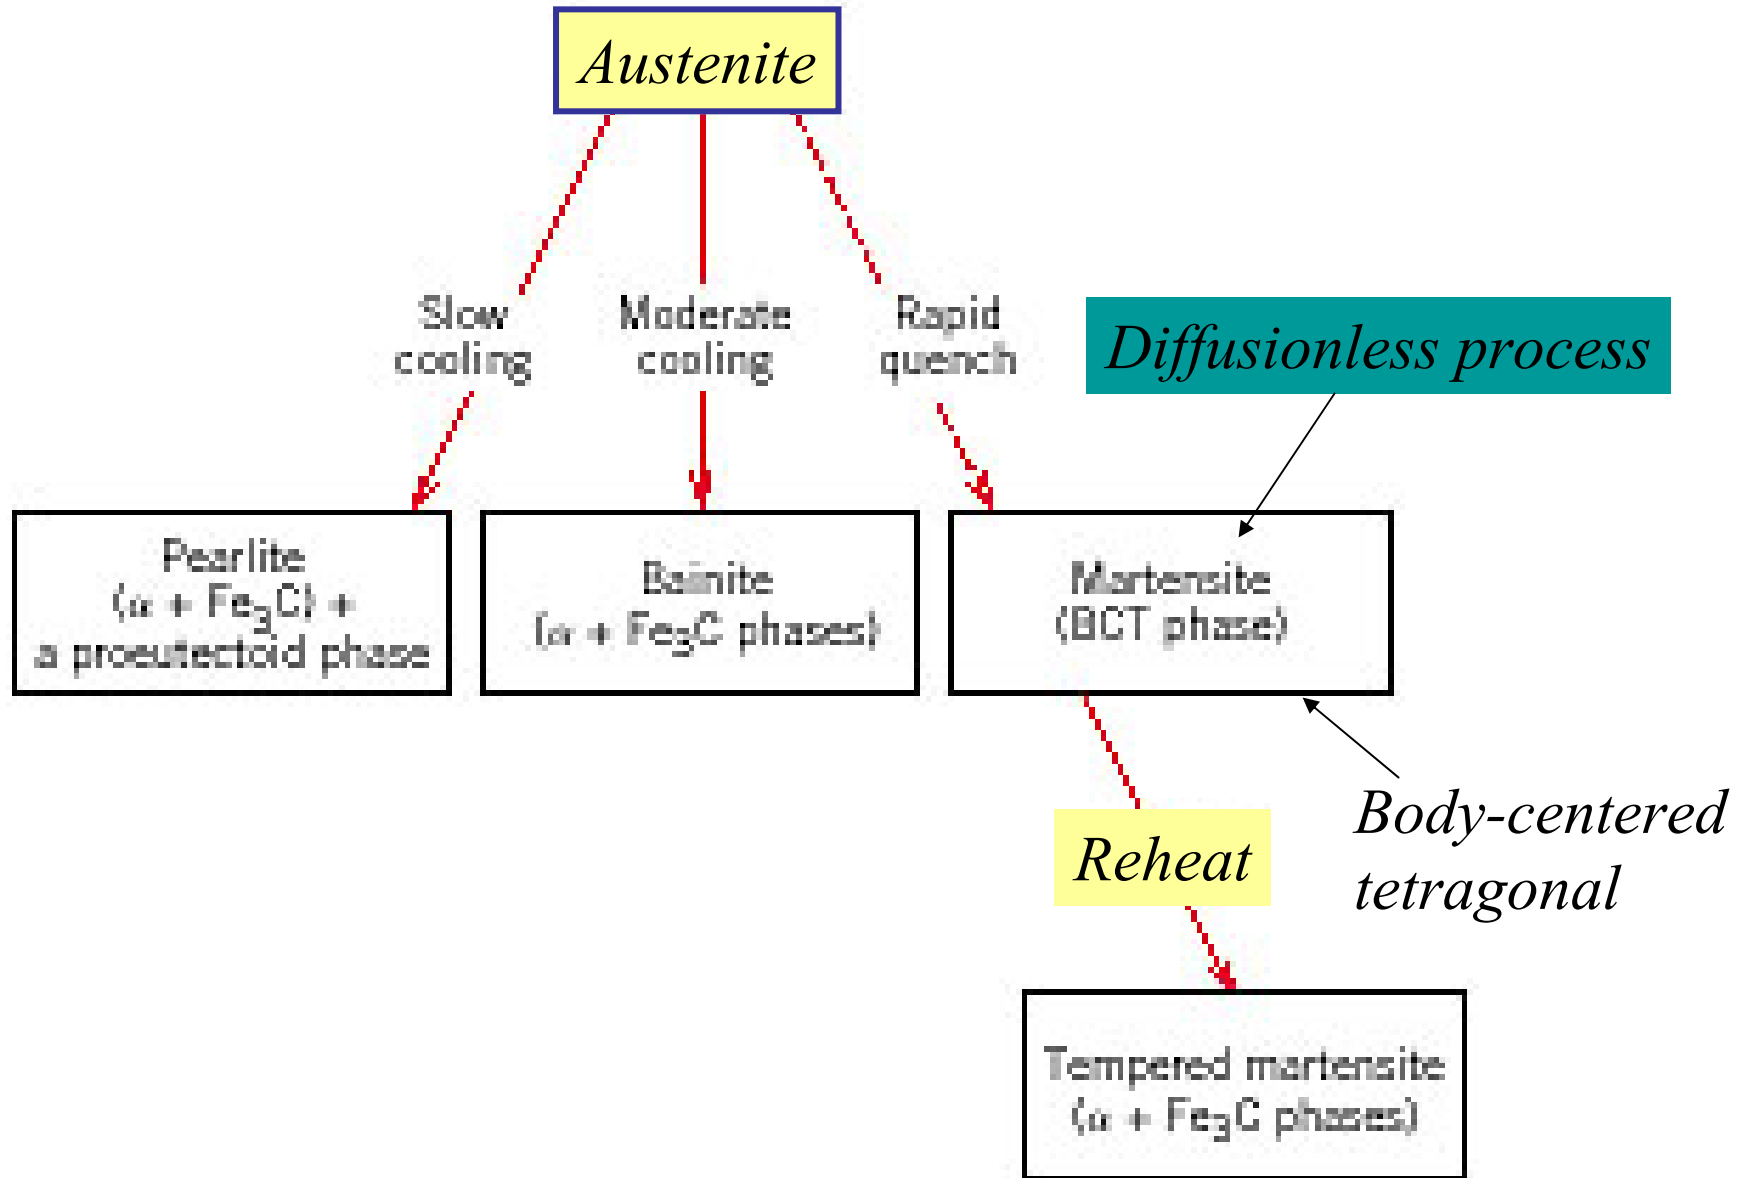 Austenite
Slow
cooling
Moderate
cooling
Rapid
quench
Diffusionless process
Pearlite
(α + Fe₃C) +
a proeutectoid phase
Bainite
(α + Fe₃C phases)
Martensite
(BCT phase)
Reheat
Body-centered
tetragonal
Tempered martensite
(α + Fe₃C phases)